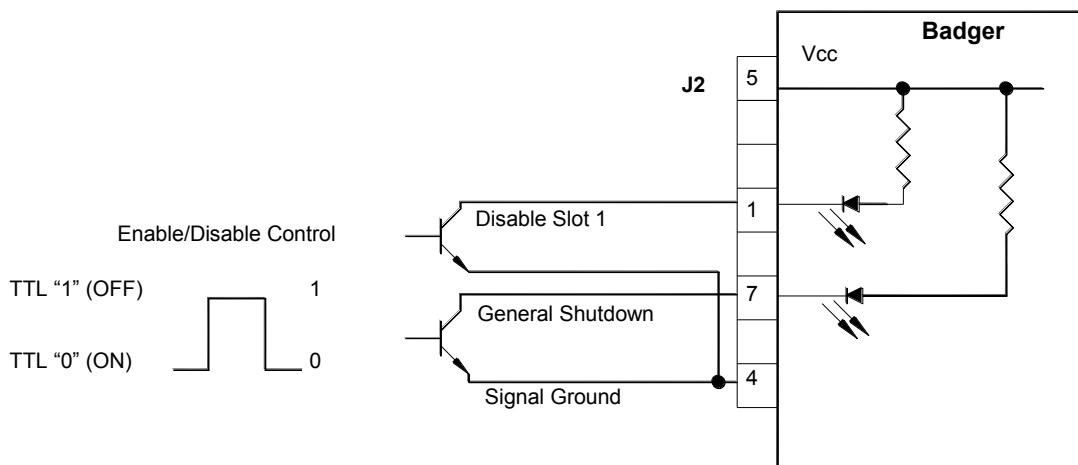 Badger
Vcc
J2
5
1
Disable Slot 1
Enable/Disable Control
TTL “1” (OFF)
1
7
General Shutdown
TTL “0” (ON)
0
4
Signal Ground